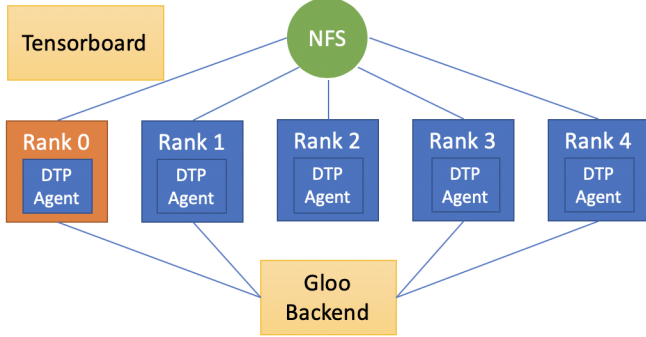 Tensorboard
NFS
Rank 0
DTP
Agent
Rank 1
DTP
Agent
Rank 2
DTP
Agent
Rank 3
DTP
Agent
Rank 4
DTP
Agent
Gloo
Backend